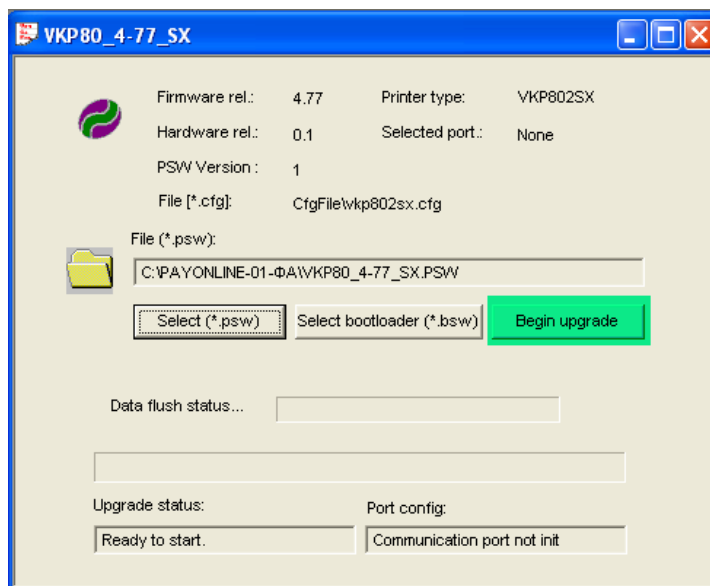 VKP80_4-77_SX
Firmware rel.: 4.77 Printer type: VKP802SX
Hardware rel.: 0.1 Selected port.: None
PSW Version : 1
File [*.cfg]: CfgFile\vkp802sx.cfg
File (*.psw):
C:\PAYONLINE-01-ФА\VKP80_4-77_SX.PSW
Select (*.psw) Select bootloader (*.bsw) Begin upgrade
Data flush status...
Upgrade status: Port config:
Ready to start. Communication port not init